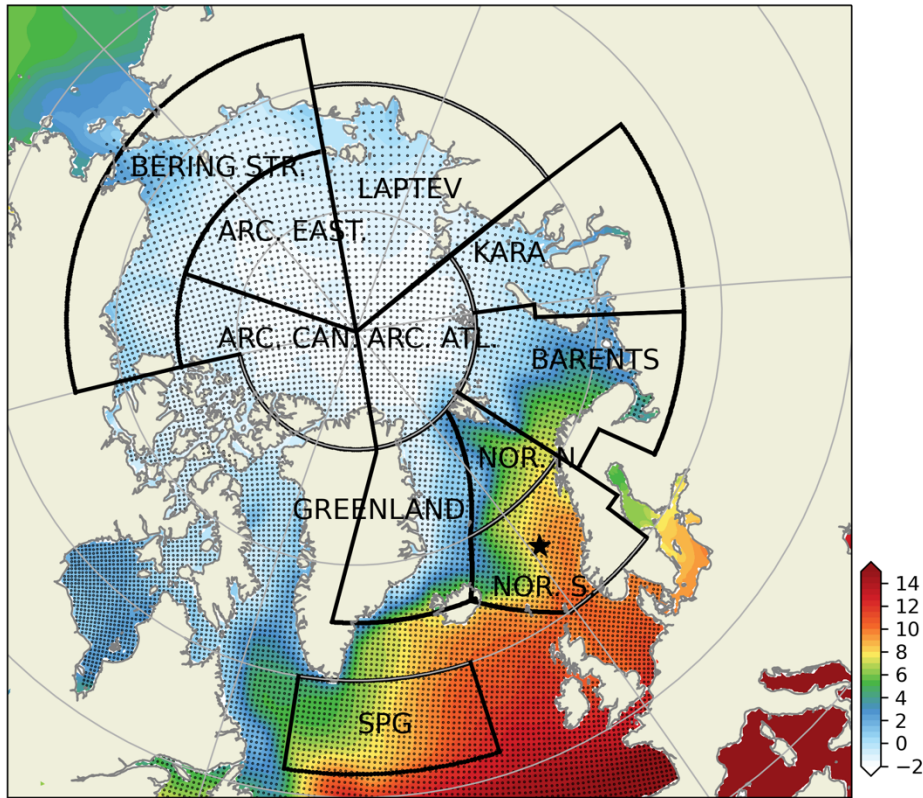 BERING STR.
LAPTEV
ARC. EAST.
KARA
ARC. CAN.
ARC. ATL.
BARENTS
NOR. N.
GREENLAND
NOR. S.
SPG
14
12
10
8
6
4
2
0
−2